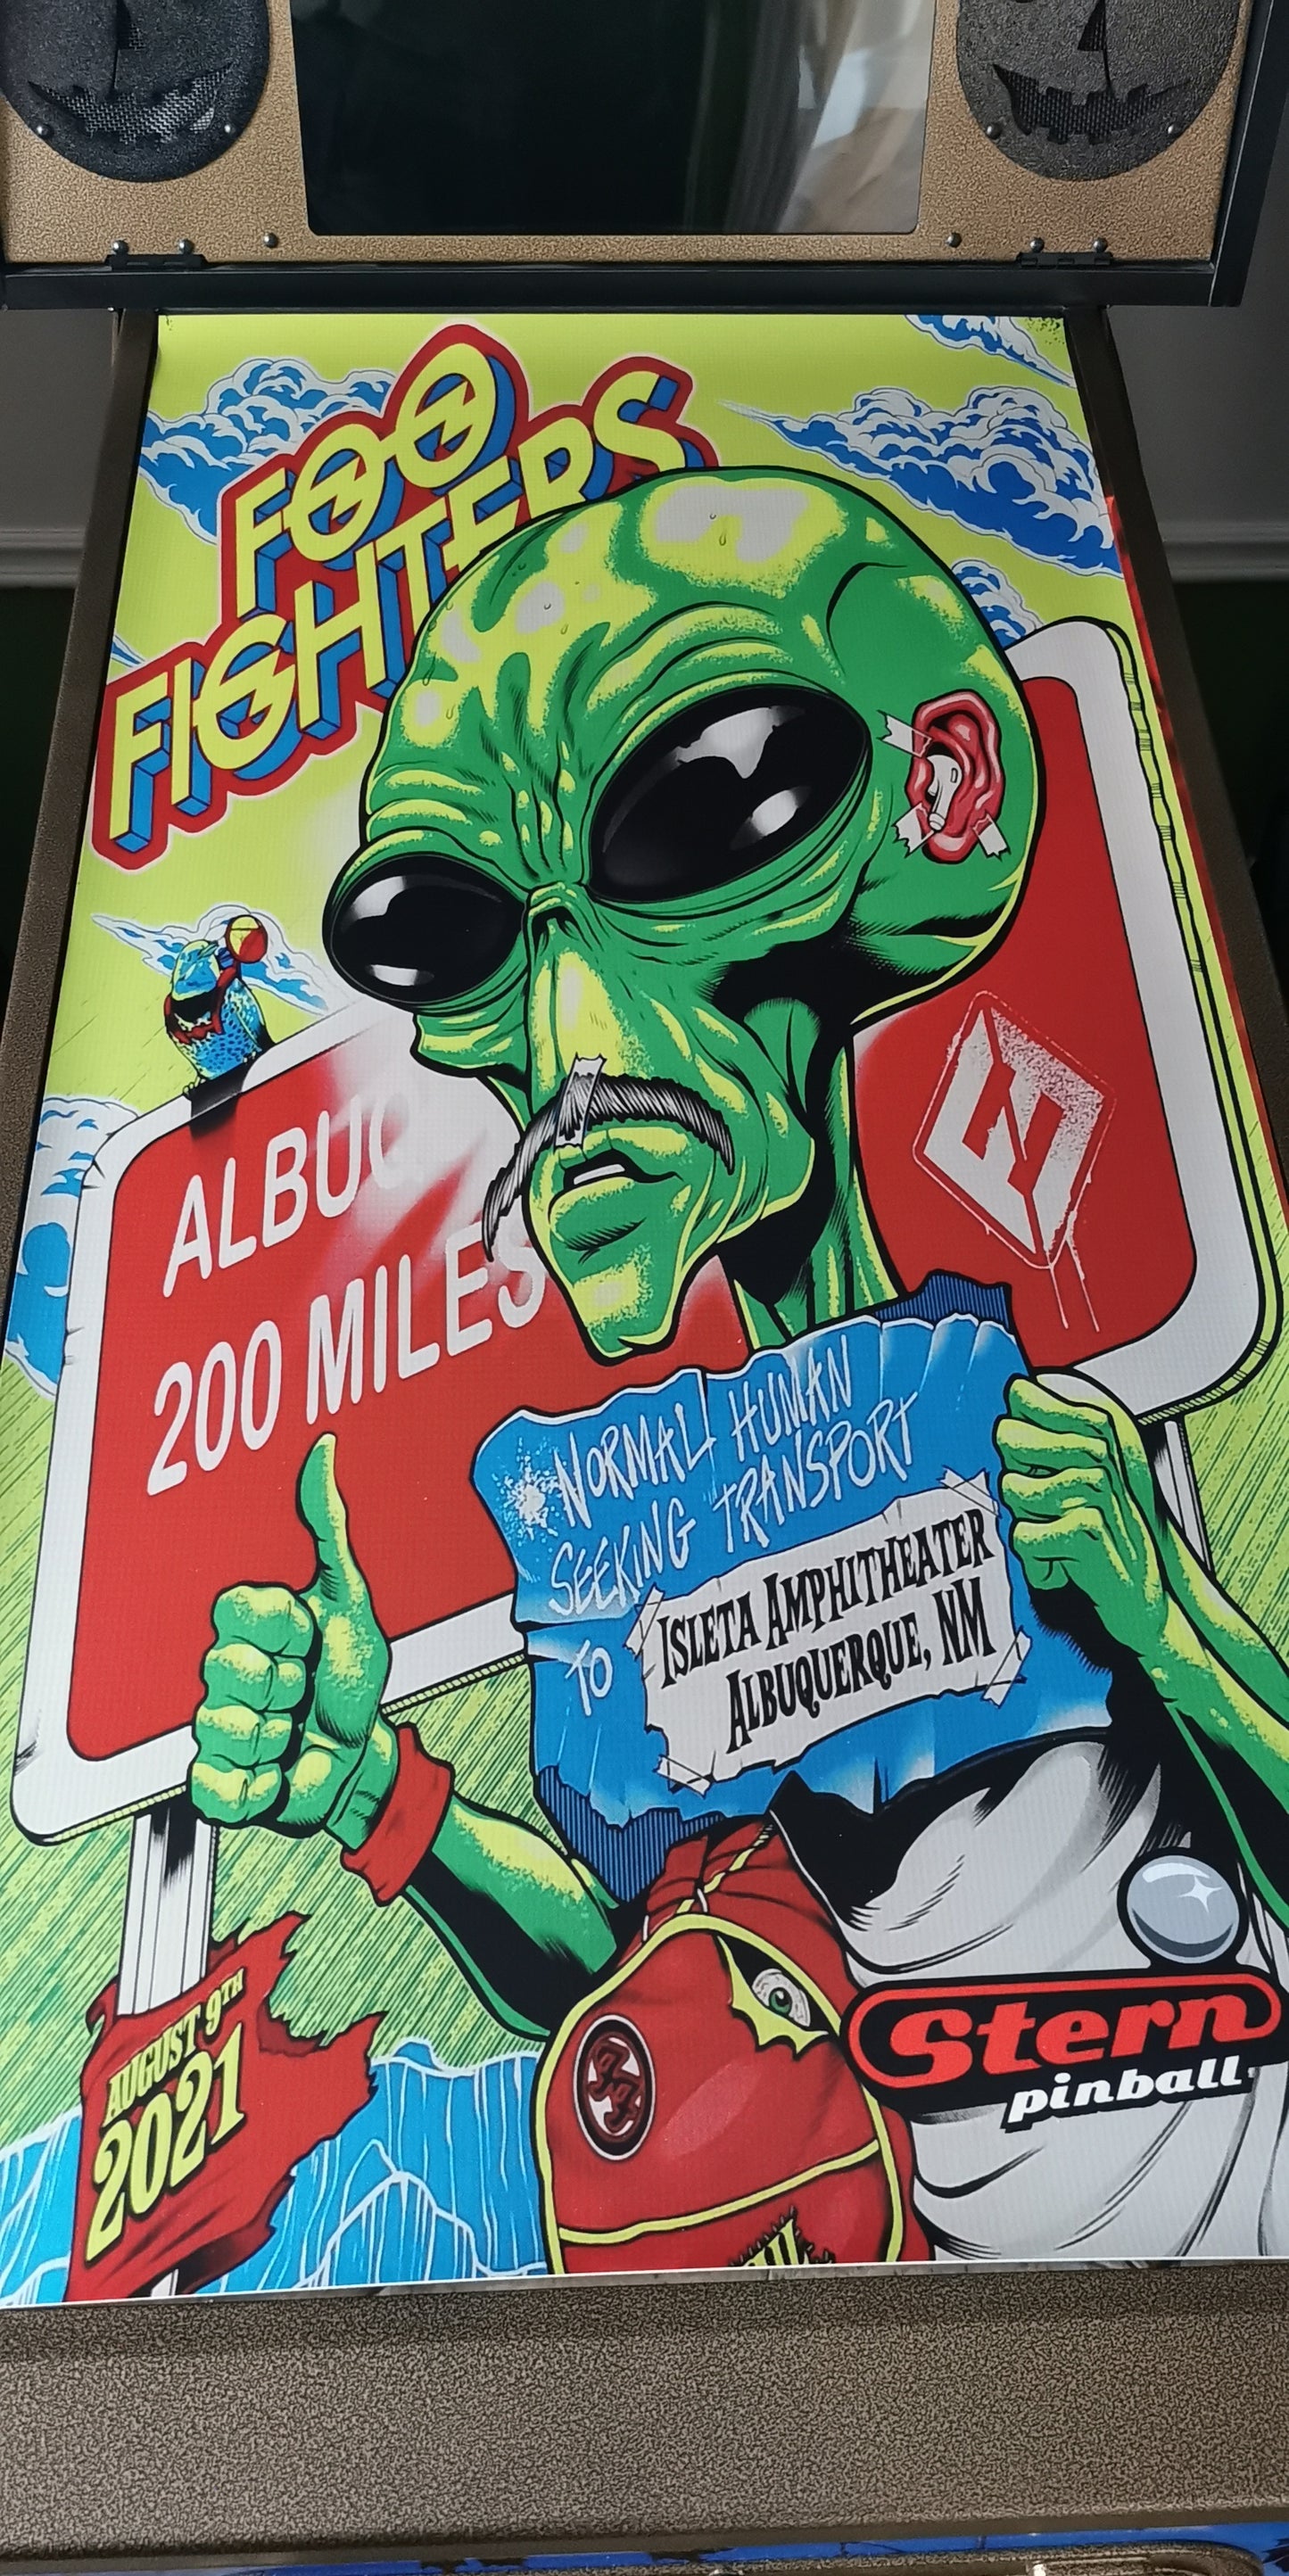 FOO
FIGHTERS
ALBUQ
200 MILES
FF
NORMAL HUMAN
SEEKING TRANSPORT
TO
ISLETA AMPHITHEATER
ALBUQUERQUE, NM
AUGUST 9TH
2021
Stern
pinball